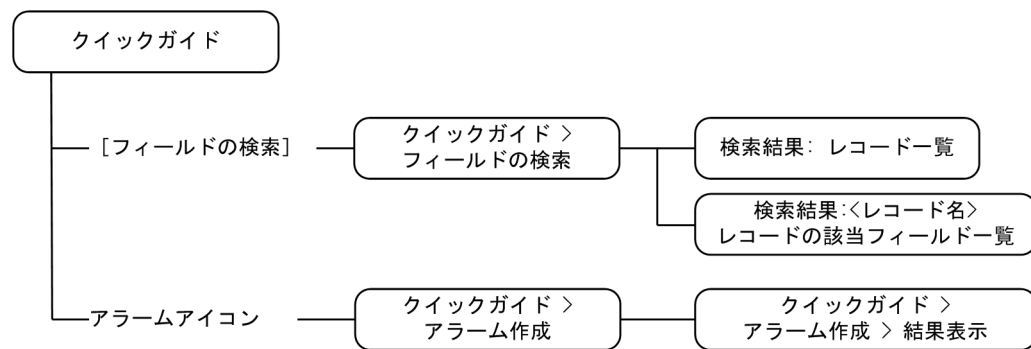 クイックガイド
[フィールドの検索]
クイックガイド >
フィールドの検索
検索結果: レコード一覧
検索結果:<レコード名>
レコードの該当フィールド一覧
アラームアイコン
クイックガイド >
アラーム作成
クイックガイド >
アラーム作成 > 結果表示